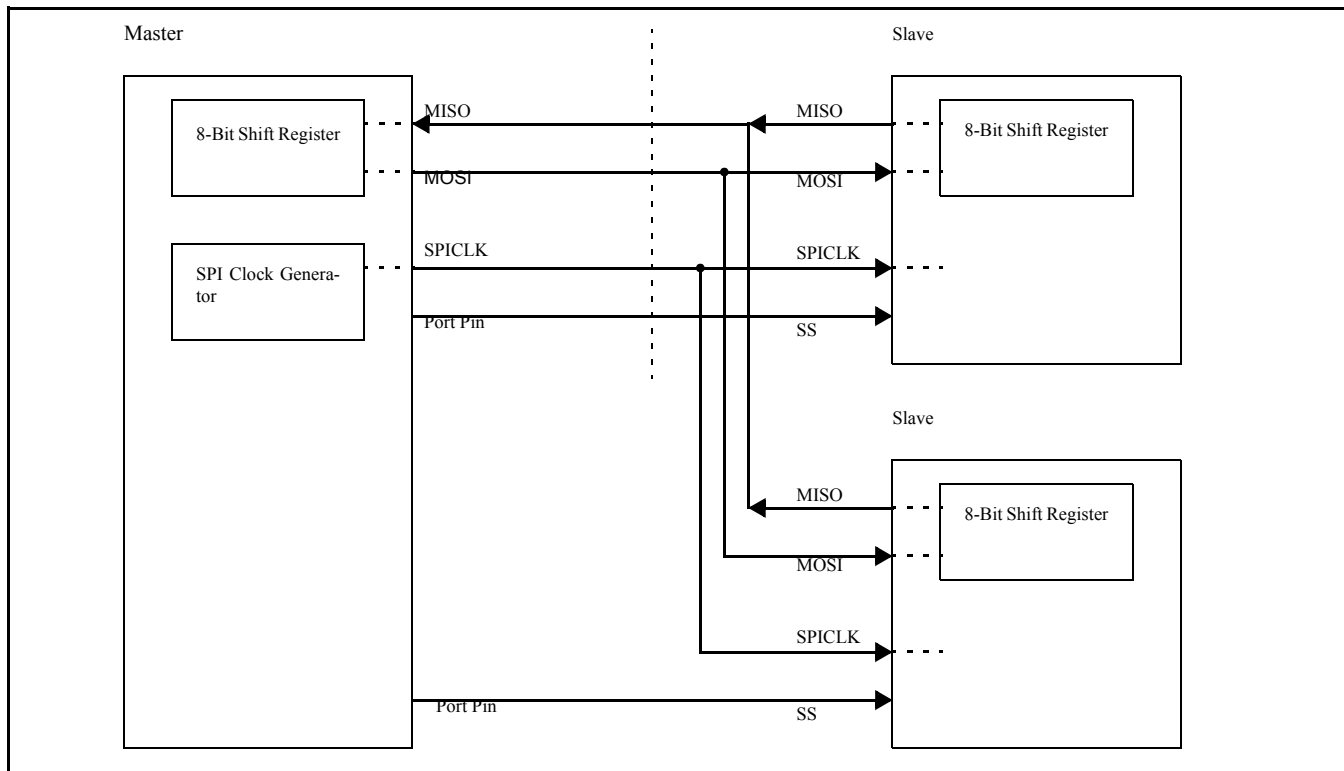 Master
Slave
MISO
MISO
8-Bit Shift Register
8-Bit Shift Register
MOSI
MOSI
SPICLK
SPICLK
SPI Clock Genera-
tor
Port Pin
SS
Slave
MISO
8-Bit Shift Register
MOSI
SPICLK
Port Pin
SS